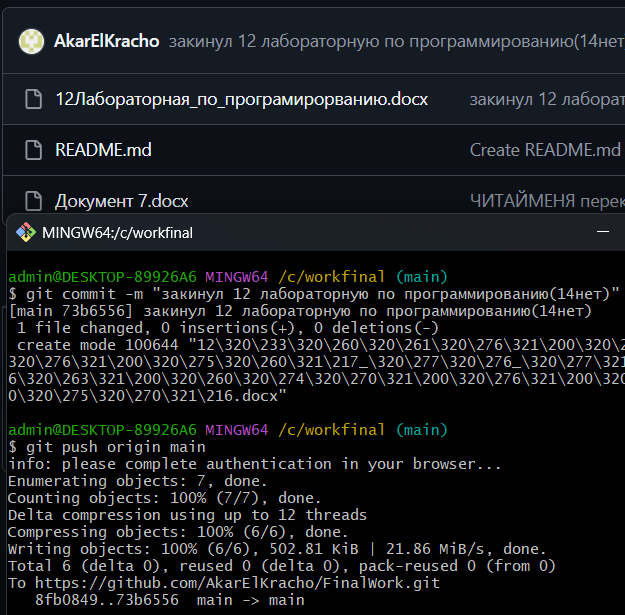 AkarElKracho закинул 12 лабораторную по программированию(14нет
12Лабораторная_по_програмирорванию.docx закинул 12 лаборат
README.md Create README.md
Документ 7.docx ЧИТАЙМЕНЯ перек
MINGW64:/c/workfinal
admin@DESKTOP-89926A6 MINGW64 /c/workfinal (main)
$ git commit -m "закинул 12 лабораторную по программированию(14нет)"
[main 73b6556] закинул 12 лабораторную по программированию(14нет)
1 file changed, 0 insertions(+), 0 deletions(-)
create mode 100644 "12\320\233\320\260\320\261\320\276\321\200\320\2
320\276\321\200\320\275\320\260\321\217_\320\277\320\276_\320\277\321
6\320\263\321\200\320\260\320\274\320\270\321\200\320\276\321\200\320
0\320\275\320\270\321\216.docx"
admin@DESKTOP-89926A6 MINGW64 /c/workfinal (main)
$ git push origin main
info: please complete authentication in your browser...
Enumerating objects: 7, done.
Counting objects: 100% (7/7), done.
Delta compression using up to 12 threads
Compressing objects: 100% (6/6), done.
Writing objects: 100% (6/6), 502.81 KiB | 21.86 MiB/s, done.
Total 6 (delta 0), reused 0 (delta 0), pack-reused 0 (from 0)
To https://github.com/AkarElKracho/FinalWork.git
8fb0849..73b6556 main -> main